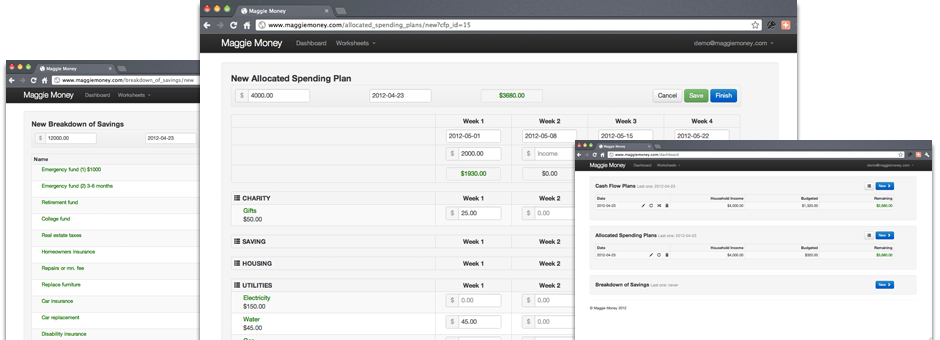 Maggie Money
www.maggiemoney.com/breakdown_of_savings/new
Maggie Money Dashboard Worksheets
New Breakdown of Savings
$ 12000.00 2012-04-23
Name
Emergency fund (1) $1000
Emergency fund (2) 3-6 months
Retirement fund
Collage fund
Real estate taxes
Homeowners insurance
Repairs or mn. fee
Replace furniture
Car insurance
Car replacement
Disability insurance
Maggie Money
www.maggiemoney.com/allocated_spending_plans/new?cfp_id=15
Maggie Money Dashboard Worksheets demo@maggiemoney.com
New Allocated Spending Plan
$ 4000.00 2012-04-23 $3680.00 Cancel Save Finish
Week 1 Week 2 Week 3 Week 4
2012-05-01 2012-05-08 2012-05-15 2012-05-22
$ 2000.00 $ Income
$1930.00 $0.00
CHARITY Week 1 Week 2
Gifts
$50.00
$ 25.00 $ 0.00
SAVING Week 1 Week 2
HOUSING Week 1 Week 2
UTILITIES Week 1 Week 2
Electricity
$150.00
$ 0.00 $ 0.00
Water
$45.00
$ 45.00 $ 0.00
Maggie Money
www.maggiemoney.com/dashboard
Maggie Money Dashboard Worksheets demo@maggiemoney.com
Cash Flow Plans Last one: 2012-04-23 New
Date Household Income Budgeted Remaining
2012-04-23 $4,000.00
Allocated Spending Plans Last one: 2012-04-23 New
Date Household Income Budgeted Remaining
2012-04-23 $4,000.00
Breakdown of Savings Last one: never New
© Maggie Money 2012